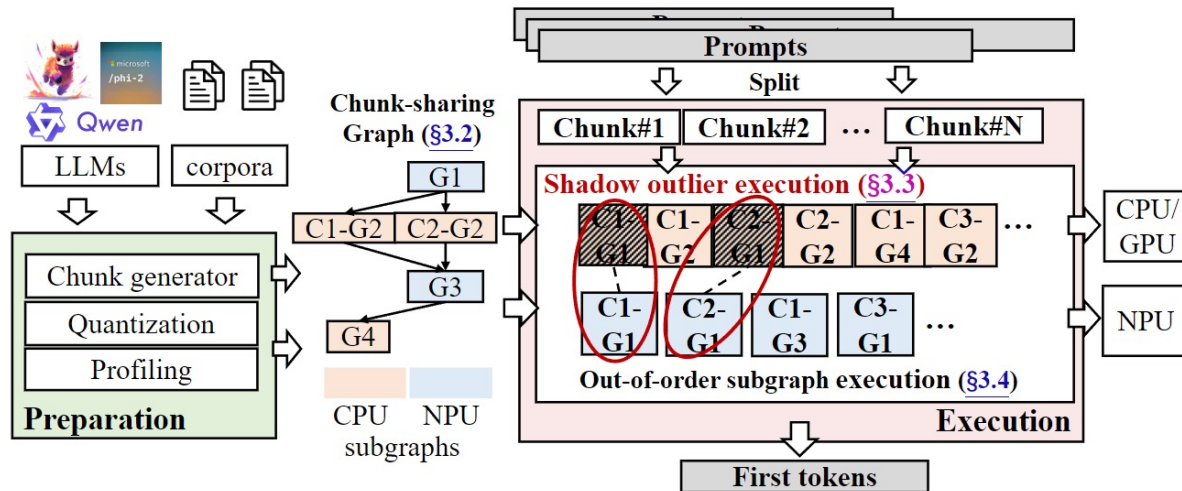 Prompts
Split
microsoft
/phi-2
Qwen
LLMs
corpora
Chunk generator
Quantization
Profiling
Preparation
Chunk-sharing
Graph (§3.2)
G1
C1-G2
C2-G2
G3
G4
CPU
NPU
subgraphs
Chunk#1
Chunk#2
...
Chunk#N
Shadow outlier execution (§3.3)
C1-
G1
C1-
G2
C2-
G1
C2-
G2
C1-
G4
C3-
G2
...
C1-
G1
C2-
G1
C1-
G3
C3-
G1
...
Out-of-order subgraph execution (§3.4)
Execution
CPU/
GPU
NPU
First tokens